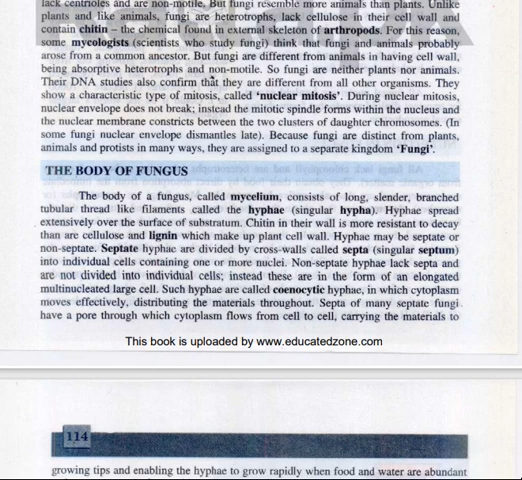 lack centrioles and are non-motile. But fungi resemble more animals than plants. Unlike
plants and like animals, fungi are heterotrophs, lack cellulose in their cell wall and
contain chitin – the chemical found in external skeleton of arthropods. For this reason,
some mycologists (scientists who study fungi) think that fungi and animals probably
arose from a common ancestor. But fungi are different from animals in having cell wall,
being absorptive heterotrophs and non-motile. So fungi are neither plants nor animals.
Their DNA studies also confirm that they are different from all other organisms. They
show a characteristic type of mitosis, called ‘nuclear mitosis’. During nuclear mitosis,
nuclear envelope does not break; instead the mitotic spindle forms within the nucleus and
the nuclear membrane constricts between the two clusters of daughter chromosomes. (In
some fungi nuclear envelope dismantles late). Because fungi are distinct from plants,
animals and protists in many ways, they are assigned to a separate kingdom ‘Fungi’.
THE BODY OF FUNGUS
The body of a fungus, called mycelium, consists of long, slender, branched
tubular thread like filaments called the hyphae (singular hypha). Hyphae spread
extensively over the surface of substratum. Chitin in their wall is more resistant to decay
than are cellulose and lignin which make up plant cell wall. Hyphae may be septate or
non-septate. Septate hyphae are divided by cross-walls called septa (singular septum)
into individual cells containing one or more nuclei. Non-septate hyphae lack septa and
are not divided into individual cells; instead these are in the form of an elongated
multinucleated large cell. Such hyphae are called coenocytic hyphae, in which cytoplasm
moves effectively, distributing the materials throughout. Septa of many septate fungi
have a pore through which cytoplasm flows from cell to cell, carrying the materials to
This book is uploaded by www.educatedzone.com
114
growing tips and enabling the hyphae to grow rapidly when food and water are abundant